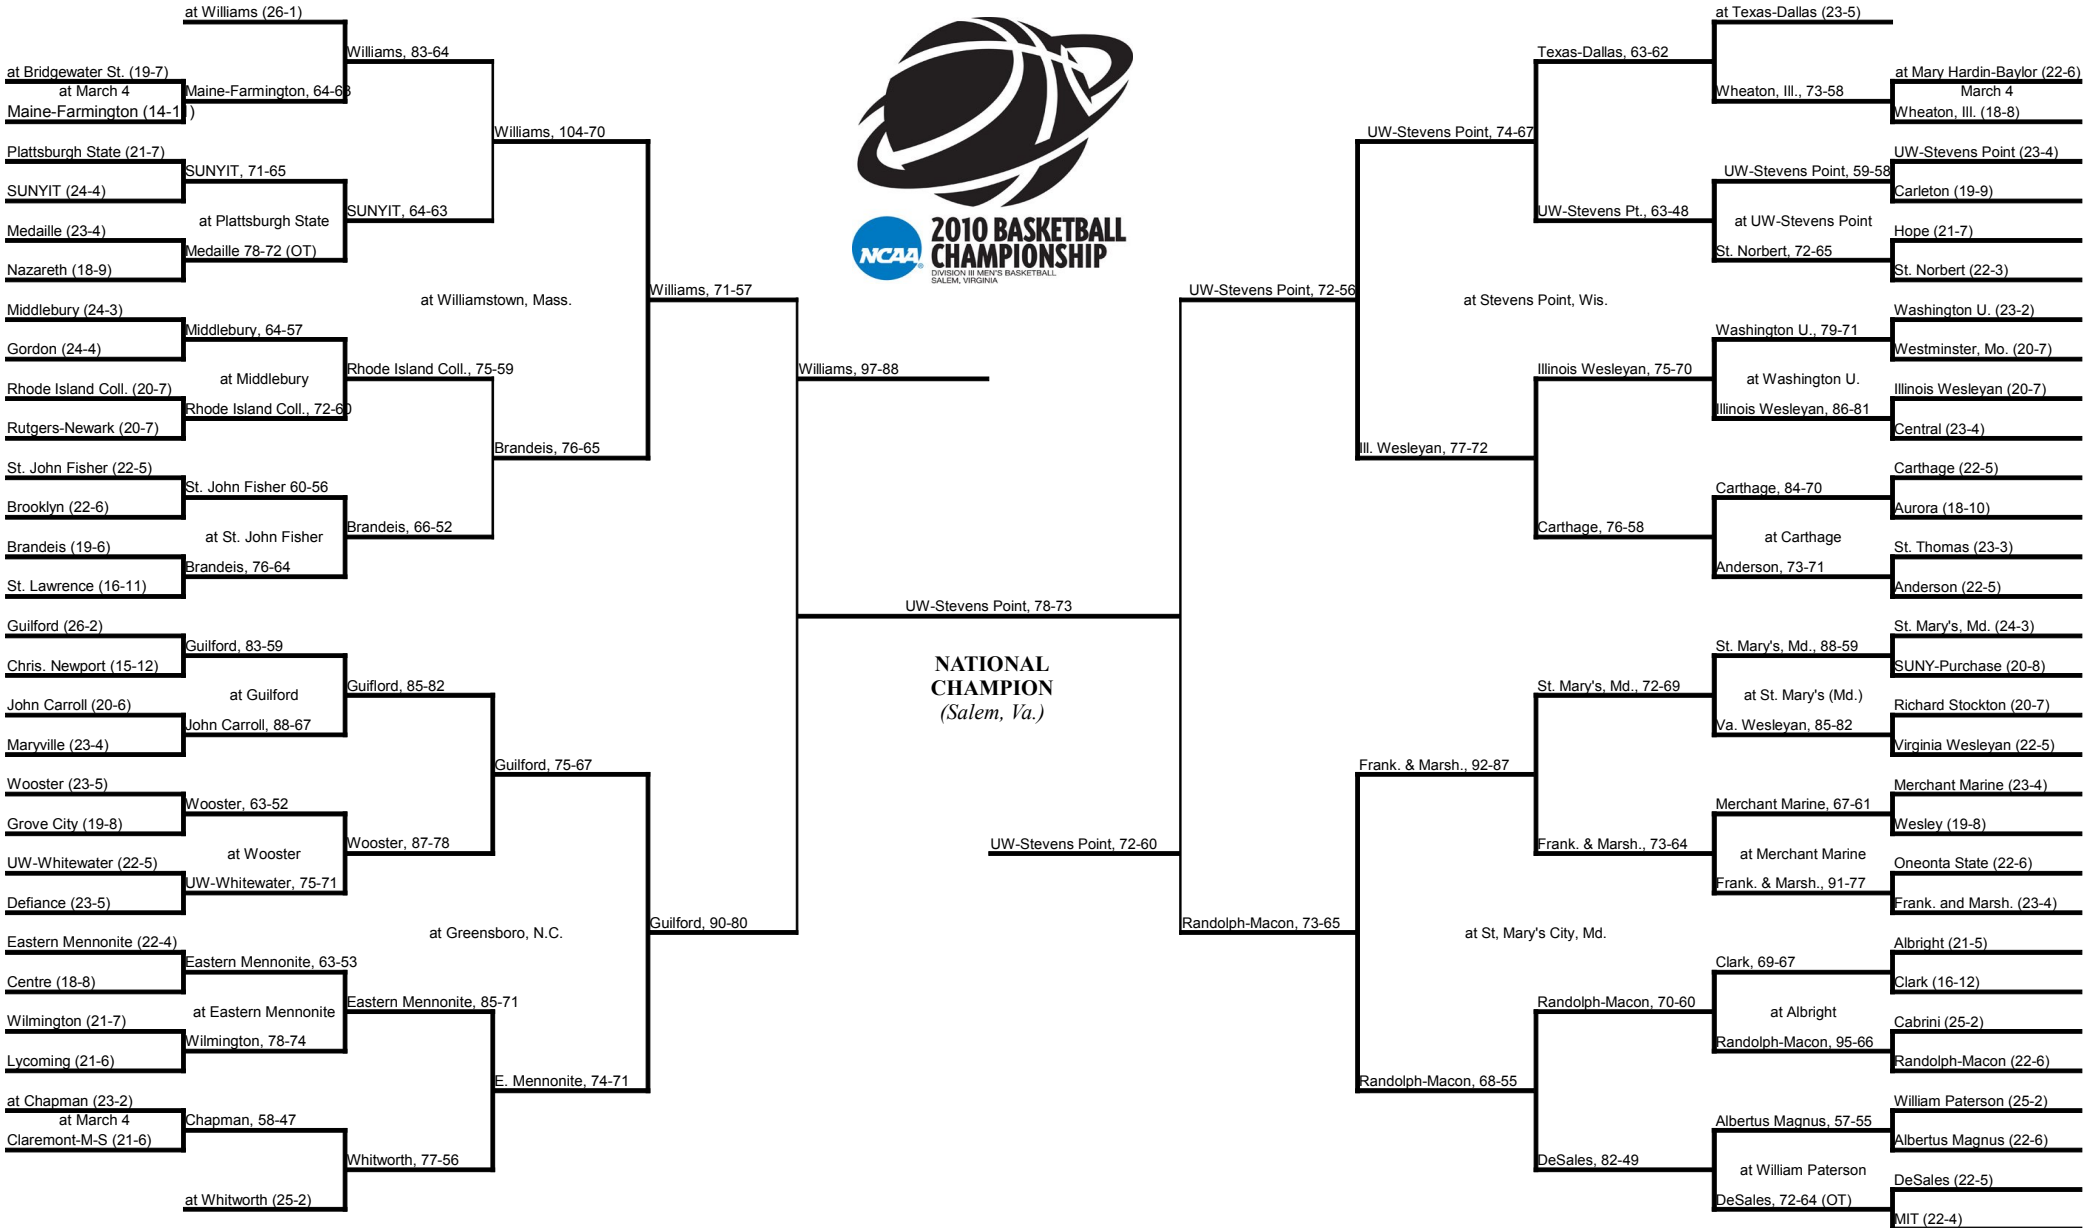 at Williams (26-1)
Williams, 83-64
at Bridgewater St. (19-7)
at March 4
Maine-Farmington, 64-63
Maine-Farmington (14-11)
Williams, 104-70
Plattsburgh State (21-7)
SUNYIT, 71-65
SUNYIT (24-4)
at Plattsburgh State
SUNYIT, 64-63
Medaille (23-4)
Medaille 78-72 (OT)
Nazareth (18-9)
at Williamstown, Mass.
Williams, 71-57
Middlebury (24-3)
Middlebury, 64-57
Gordon (24-4)
at Middlebury
Rhode Island Coll., 75-59
Rhode Island Coll. (20-7)
Rhode Island Coll., 72-60
Rutgers-Newark (20-7)
Brandeis, 76-65
St. John Fisher (22-5)
St. John Fisher 60-56
Brooklyn (22-6)
at St. John Fisher
Brandeis, 66-52
Brandeis (19-6)
Brandeis, 76-64
St. Lawrence (16-11)
Williams, 97-88
Guilford (26-2)
Guilford, 83-59
Chris. Newport (15-12)
at Guilford
Guiflord, 85-82
John Carroll (20-6)
John Carroll, 88-67
Maryville (23-4)
Guilford, 75-67
Wooster (23-5)
Wooster, 63-52
Grove City (19-8)
at Wooster
Wooster, 87-78
UW-Whitewater (22-5)
UW-Whitewater, 75-71
Defiance (23-5)
at Greensboro, N.C.
Guilford, 90-80
Eastern Mennonite (22-4)
Eastern Mennonite, 63-53
Centre (18-8)
at Eastern Mennonite
Eastern Mennonite, 85-71
Wilmington (21-7)
Wilmington, 78-74
Lycoming (21-6)
E. Mennonite, 74-71
at Chapman (23-2)
at March 4
Chapman, 58-47
Claremont-M-S (21-6)
Whitworth, 77-56
at Whitworth (25-2)
NCAA
2010 BASKETBALL
CHAMPIONSHIP
DIVISION III MEN'S BASKETBALL
SALEM, VIRGINIA
UW-Stevens Point, 78-73
NATIONAL
CHAMPION
(Salem, Va.)
UW-Stevens Point, 72-60
at Texas-Dallas (23-5)
Texas-Dallas, 63-62
at Mary Hardin-Baylor (22-6)
March 4
Wheaton, Ill., 73-58
Wheaton, Ill. (18-8)
UW-Stevens Point, 74-67
UW-Stevens Point (23-4)
UW-Stevens Point, 59-58
Carleton (19-9)
at UW-Stevens Point
UW-Stevens Pt., 63-48
Hope (21-7)
St. Norbert, 72-65
St. Norbert (22-3)
UW-Stevens Point, 72-56
at Stevens Point, Wis.
Washington U. (23-2)
Washington U., 79-71
Westminster, Mo. (20-7)
at Washington U.
Illinois Wesleyan, 75-70
Illinois Wesleyan (20-7)
Illinois Wesleyan, 86-81
Central (23-4)
Ill. Wesleyan, 77-72
Carthage (22-5)
Carthage, 84-70
Aurora (18-10)
at Carthage
Carthage, 76-58
St. Thomas (23-3)
Anderson, 73-71
Anderson (22-5)
St. Mary's, Md. (24-3)
St. Mary's, Md., 88-59
SUNY-Purchase (20-8)
at St. Mary's (Md.)
St. Mary's, Md., 72-69
Richard Stockton (20-7)
Va. Wesleyan, 85-82
Virginia Wesleyan (22-5)
Frank. & Marsh., 92-87
Merchant Marine (23-4)
Merchant Marine, 67-61
Wesley (19-8)
at Merchant Marine
Frank. & Marsh., 73-64
Oneonta State (22-6)
Frank. & Marsh., 91-77
Frank. and Marsh. (23-4)
Randolph-Macon, 73-65
at St, Mary's City, Md.
Albright (21-5)
Clark, 69-67
Clark (16-12)
at Albright
Randolph-Macon, 70-60
Cabrini (25-2)
Randolph-Macon, 95-66
Randolph-Macon (22-6)
Randolph-Macon, 68-55
William Paterson (25-2)
Albertus Magnus, 57-55
Albertus Magnus (22-6)
at William Paterson
DeSales, 82-49
DeSales (22-5)
DeSales, 72-64 (OT)
MIT (22-4)